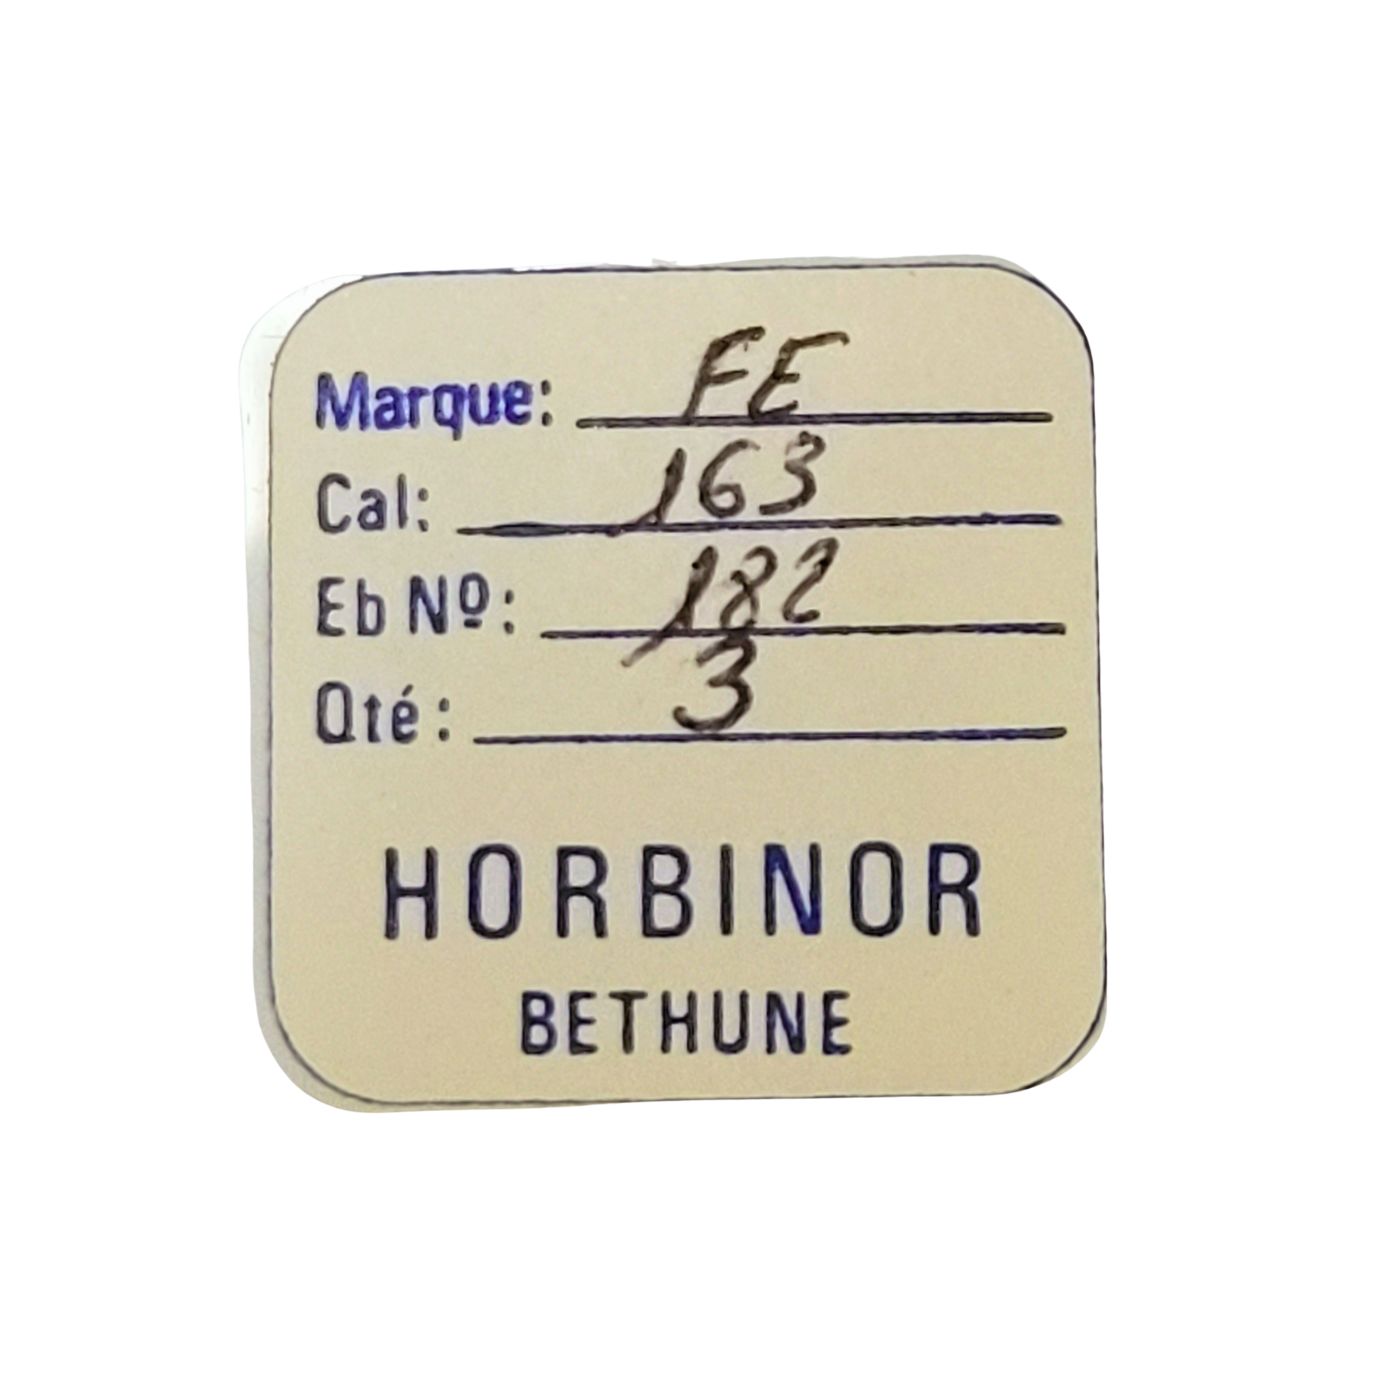 Marque: FE
Cal: 163
Eb Nº: 182
Qté: 3
HORBINOR
BETHUNE